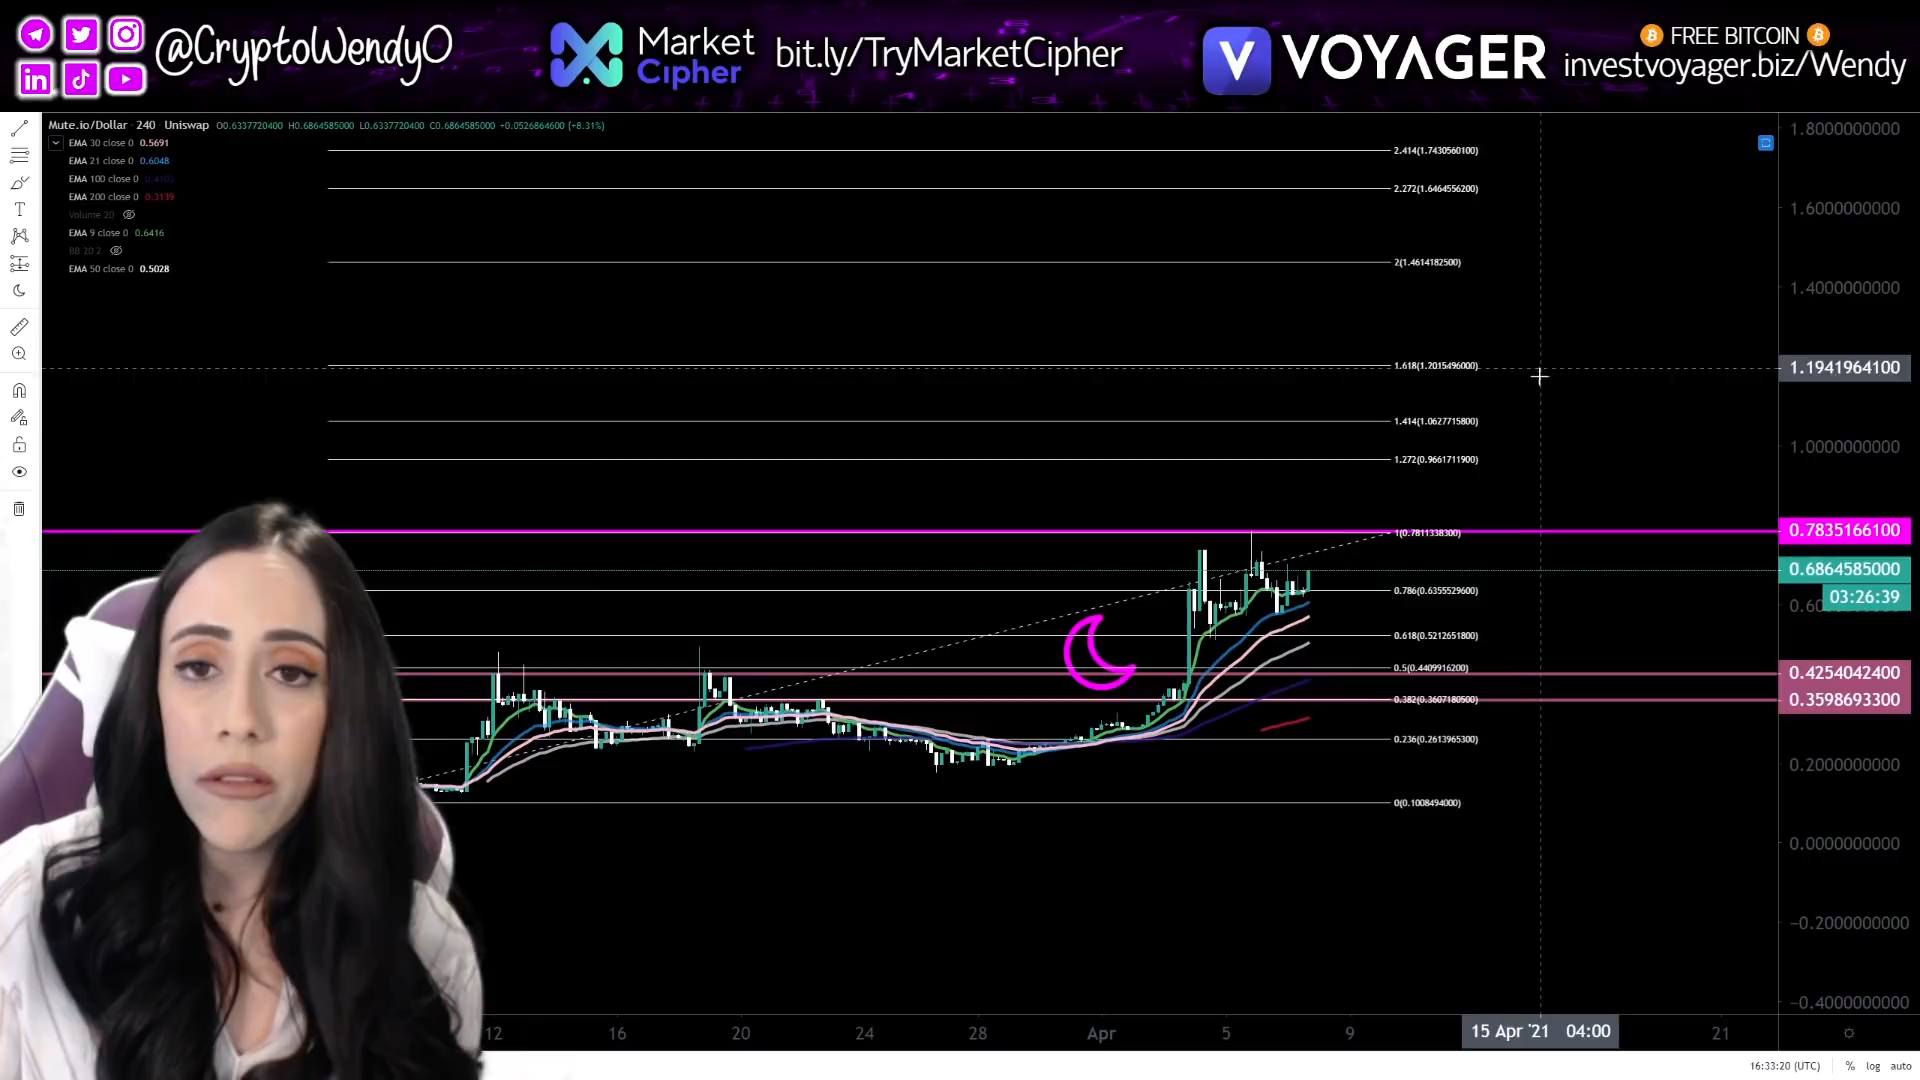 @CryptoWendyO
Market
Cipher
bit.ly/TryMarketCipher
VOYAGER
FREE BITCOIN
investvoyager.biz/Wendy
Mute.io/Dollar 240 Uniswap O0.6337720400 H0.6864585000 L0.6337720400 C0.6864585000 +0.0526864600 (+8.31%)
EMA 30 close 0 0.5691
EMA 21 close 0 0.6048
EMA 100 close 0
EMA 200 close 0 0.3139
Volume 20
EMA 9 close 0 0.6416
BB 20 2
EMA 50 close 0 0.5028
2.414(1.7430560100)
2.272(1.6464556200)
2(1.4614182500)
1.618(1.2015496000)
1.414(1.0627715800)
1.272(0.9661711900)
1(0.7811338300)
0.786(0.6355529600)
0.618(0.5212651800)
0.5(0.4409916200)
0.382(0.3607180500)
0.236(0.2613965300)
0(0.1008494000)
1.8000000000
1.6000000000
1.4000000000
1.1941964100
1.0000000000
0.7835166100
0.6864585000
03:26:39
0.4254042400
0.3598693300
0.2000000000
0.0000000000
−0.2000000000
−0.4000000000
12 16 20 24 28 Apr 5 9 15 Apr '21 04:00 21
16:33:20 (UTC) % log auto